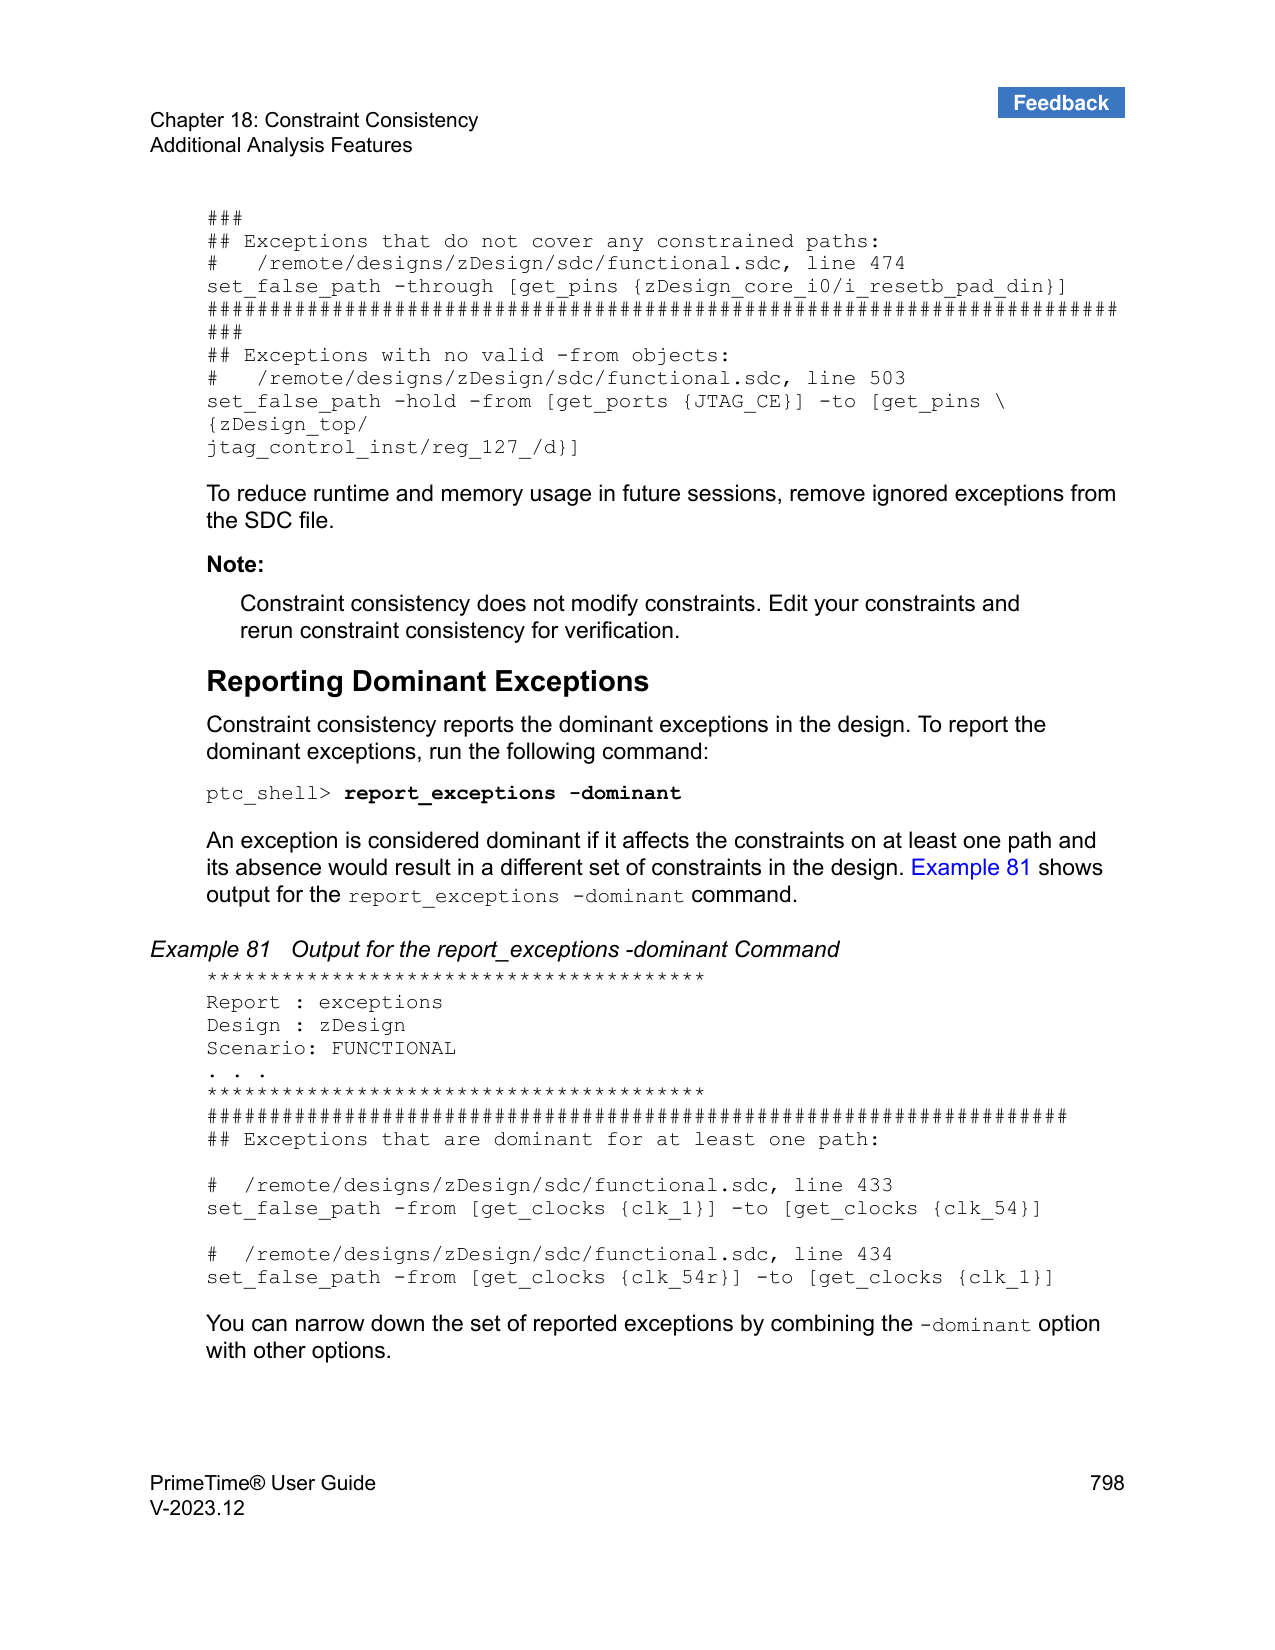 Feedback
Chapter 18: Constraint Consistency
Additional Analysis Features
###
## Exceptions that do not cover any constrained paths:
#   /remote/designs/zDesign/sdc/functional.sdc, line 474
set_false_path -through [get_pins {zDesign_core_i0/i_resetb_pad_din}]
#########################################################################
###
## Exceptions with no valid -from objects:
#   /remote/designs/zDesign/sdc/functional.sdc, line 503
set_false_path -hold -from [get_ports {JTAG_CE}] -to [get_pins \
{zDesign_top/
jtag_control_inst/reg_127_/d}]
To reduce runtime and memory usage in future sessions, remove ignored exceptions from
the SDC file.
Note:
Constraint consistency does not modify constraints. Edit your constraints and
rerun constraint consistency for verification.
Reporting Dominant Exceptions
Constraint consistency reports the dominant exceptions in the design. To report the
dominant exceptions, run the following command:
ptc_shell> report_exceptions -dominant
An exception is considered dominant if it affects the constraints on at least one path and
its absence would result in a different set of constraints in the design. Example 81 shows
output for the report_exceptions -dominant command.
Example 81   Output for the report_exceptions -dominant Command
****************************************
Report : exceptions
Design : zDesign
Scenario: FUNCTIONAL
. . .
****************************************
#####################################################################
## Exceptions that are dominant for at least one path:
#  /remote/designs/zDesign/sdc/functional.sdc, line 433
set_false_path -from [get_clocks {clk_1}] -to [get_clocks {clk_54}]
#  /remote/designs/zDesign/sdc/functional.sdc, line 434
set_false_path -from [get_clocks {clk_54r}] -to [get_clocks {clk_1}]
You can narrow down the set of reported exceptions by combining the -dominant option
with other options.
PrimeTime® User Guide
798
V-2023.12